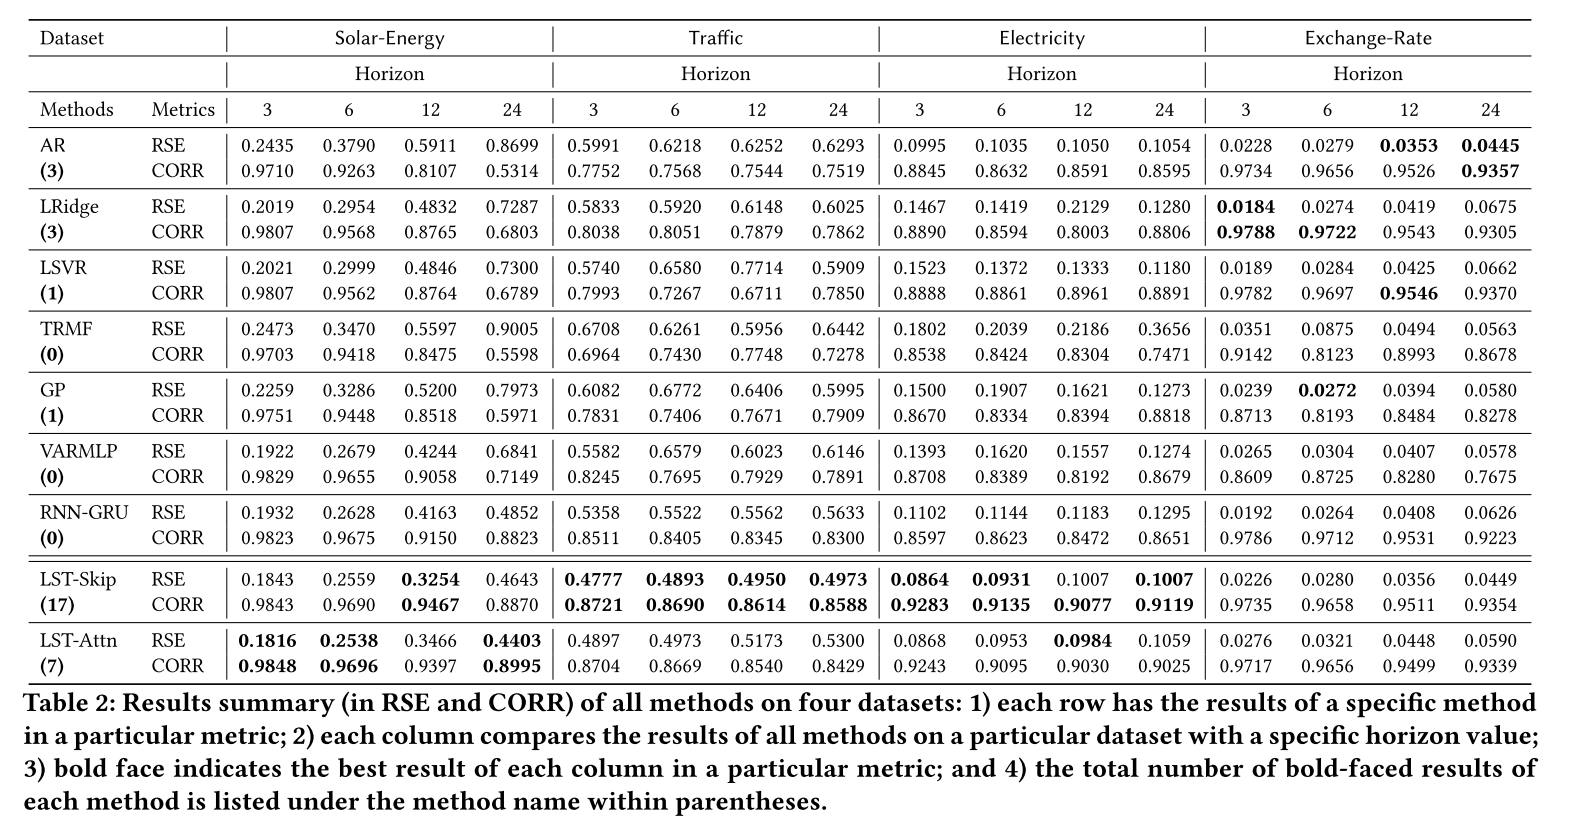 Dataset Solar-Energy Traffic Electricity Exchange-Rate
Horizon Horizon Horizon Horizon
Methods Metrics 3 6 12 24 3 6 12 24 3 6 12 24 3 6 12 24
AR RSE 0.2435 0.3790 0.5911 0.8699 0.5991 0.6218 0.6252 0.6293 0.0995 0.1035 0.1050 0.1054 0.0228 0.0279 0.0353 0.0445
(3) CORR 0.9710 0.9263 0.8107 0.5314 0.7752 0.7568 0.7544 0.7519 0.8845 0.8632 0.8591 0.8595 0.9734 0.9656 0.9526 0.9357
LRidge RSE 0.2019 0.2954 0.4832 0.7287 0.5833 0.5920 0.6148 0.6025 0.1467 0.1419 0.2129 0.1280 0.0184 0.0274 0.0419 0.0675
(3) CORR 0.9807 0.9568 0.8765 0.6803 0.8038 0.8051 0.7879 0.7862 0.8890 0.8594 0.8003 0.8806 0.9788 0.9722 0.9543 0.9305
LSVR RSE 0.2021 0.2999 0.4846 0.7300 0.5740 0.6580 0.7714 0.5909 0.1523 0.1372 0.1333 0.1180 0.0189 0.0284 0.0425 0.0662
(1) CORR 0.9807 0.9562 0.8764 0.6789 0.7993 0.7267 0.6711 0.7850 0.8888 0.8861 0.8961 0.8891 0.9782 0.9697 0.9546 0.9370
TRMF RSE 0.2473 0.3470 0.5597 0.9005 0.6708 0.6261 0.5956 0.6442 0.1802 0.2039 0.2186 0.3656 0.0351 0.0875 0.0494 0.0563
(0) CORR 0.9703 0.9418 0.8475 0.5598 0.6964 0.7430 0.7748 0.7278 0.8538 0.8424 0.8304 0.7471 0.9142 0.8123 0.8993 0.8678
GP RSE 0.2259 0.3286 0.5200 0.7973 0.6082 0.6772 0.6406 0.5995 0.1500 0.1907 0.1621 0.1273 0.0239 0.0272 0.0394 0.0580
(1) CORR 0.9751 0.9448 0.8518 0.5971 0.7831 0.7406 0.7671 0.7909 0.8670 0.8334 0.8394 0.8818 0.8713 0.8193 0.8484 0.8278
VARMLP RSE 0.1922 0.2679 0.4244 0.6841 0.5582 0.6579 0.6023 0.6146 0.1393 0.1620 0.1557 0.1274 0.0265 0.0304 0.0407 0.0578
(0) CORR 0.9829 0.9655 0.9058 0.7149 0.8245 0.7695 0.7929 0.7891 0.8708 0.8389 0.8192 0.8679 0.8609 0.8725 0.8280 0.7675
RNN-GRU RSE 0.1932 0.2628 0.4163 0.4852 0.5358 0.5522 0.5562 0.5633 0.1102 0.1144 0.1183 0.1295 0.0192 0.0264 0.0408 0.0626
(0) CORR 0.9823 0.9675 0.9150 0.8823 0.8511 0.8405 0.8345 0.8300 0.8597 0.8623 0.8472 0.8651 0.9786 0.9712 0.9531 0.9223
LST-Skip RSE 0.1843 0.2559 0.3254 0.4643 0.4777 0.4893 0.4950 0.4973 0.0864 0.0931 0.1007 0.1007 0.0226 0.0280 0.0356 0.0449
(17) CORR 0.9843 0.9690 0.9467 0.8870 0.8721 0.8690 0.8614 0.8588 0.9283 0.9135 0.9077 0.9119 0.9735 0.9658 0.9511 0.9354
LST-Attn RSE 0.1816 0.2538 0.3466 0.4403 0.4897 0.4973 0.5173 0.5300 0.0868 0.0953 0.0984 0.1059 0.0276 0.0321 0.0448 0.0590
(7) CORR 0.9848 0.9696 0.9397 0.8995 0.8704 0.8669 0.8540 0.8429 0.9243 0.9095 0.9030 0.9025 0.9717 0.9656 0.9499 0.9339
Table 2: Results summary (in RSE and CORR) of all methods on four datasets: 1) each row has the results of a specific method
in a particular metric; 2) each column compares the results of all methods on a particular dataset with a specific horizon value;
3) bold face indicates the best result of each column in a particular metric; and 4) the total number of bold-faced results of
each method is listed under the method name within parentheses.